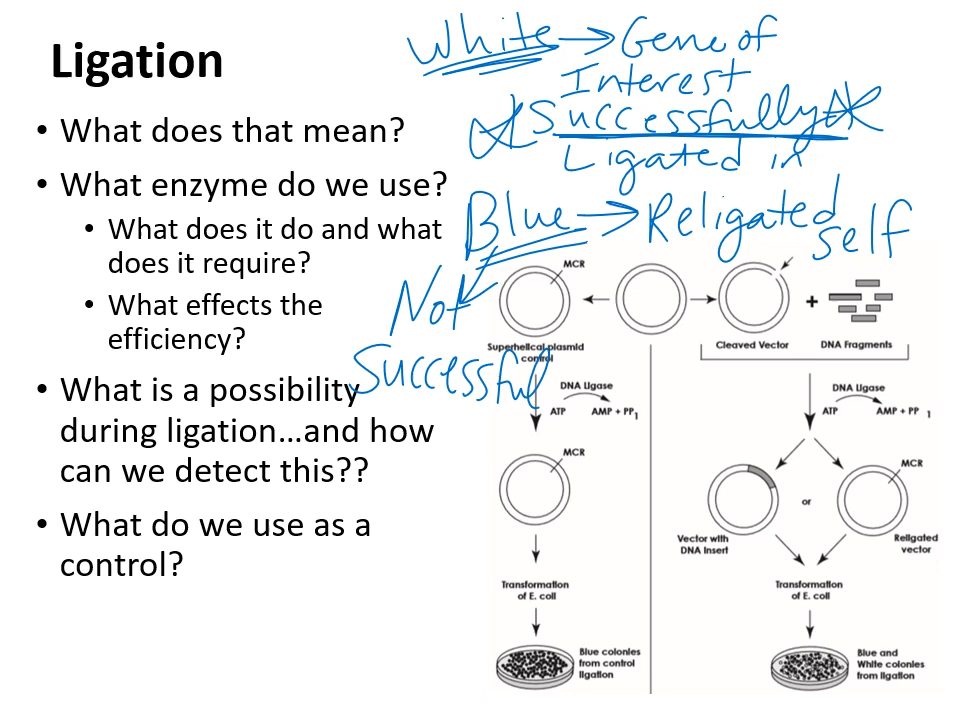 Ligation
• What does that mean?
• What enzyme do we use?
• What does it do and what
does it require?
• What effects the
efficiency?
• What is a possibility
during ligation...and how
can we detect this??
• What do we use as a
control?
White → Gene of
Interest
Successfully
Ligated in
Blue → Religated
self
Not
Successful
MCR
Superhelical plasmid
control
Cleaved Vector
+
DNA Fragments
DNA Ligase
ATP AMP + PP1
MCR
Transformation
of E. coli
Blue colonies
from control
ligation
DNA Ligase
ATP AMP + PP 1
MCR
or
Vector with
DNA Insert
Religated
vector
Transformation
of E. coli
Blue and
White colonies
from ligation